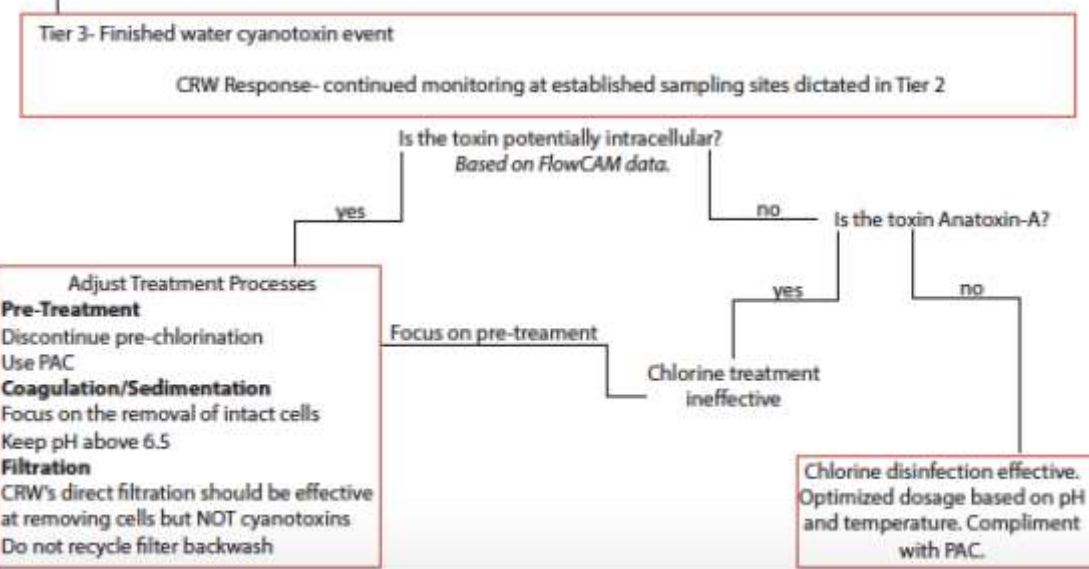 Tier 3- Finished water cyanotoxin event
CRW Response- continued monitoring at established sampling sites dictated in Tier 2
Is the toxin potentially intracellular?
Based on FlowCAM data.
yes
no
Is the toxin Anatoxin-A?
Adjust Treatment Processes
Pre-Treatment
Discontinue pre-chlorination
Use PAC
Coagulation/Sedimentation
Focus on the removal of intact cells
Keep pH above 6.5
Filtration
CRW's direct filtration should be effective
at removing cells but NOT cyanotoxins
Do not recycle filter backwash
Focus on pre-treament
yes
no
Chlorine treatment
ineffective
Chlorine disinfection effective.
Optimized dosage based on pH
and temperature. Compliment
with PAC.